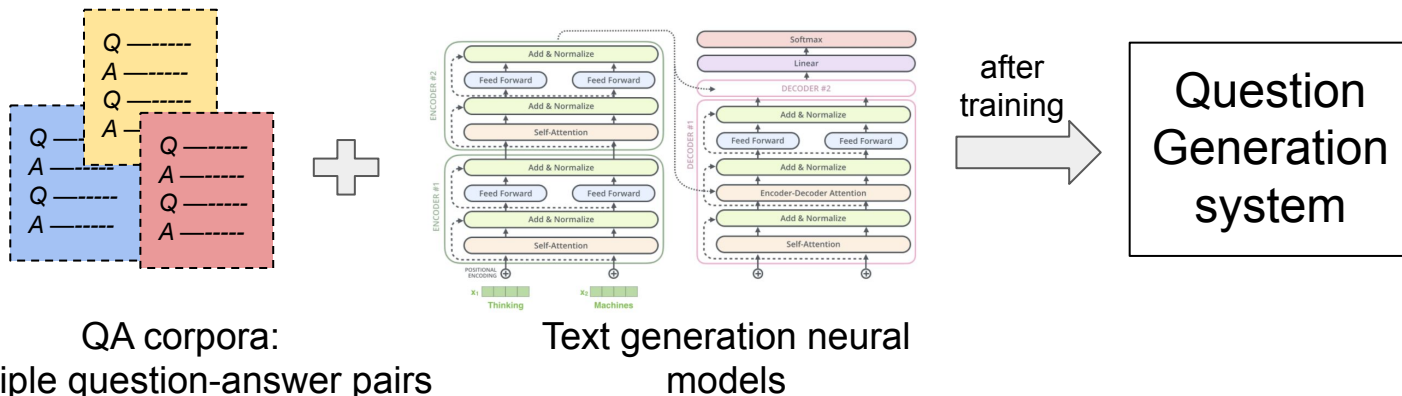 Q —-----
A —-----
Q —-----
A —-----
Q —-----
A —-----
Q —-----
A —-----
Q —-----
A —-----
Q —-----
A —-----
ENCODER #2
Add & Normalize
Feed Forward Feed Forward
Add & Normalize
Self-Attention
ENCODER #1
Add & Normalize
Feed Forward Feed Forward
Add & Normalize
Self-Attention
POSITIONAL
ENCODING
x₁ x₂
Thinking Machines
Softmax
Linear
DECODER #2
DECODER #1
Add & Normalize
Feed Forward Feed Forward
Add & Normalize
Encoder-Decoder Attention
Add & Normalize
Self-Attention
after
training
Question
Generation
system
QA corpora:
iple question-answer pairs
Text generation neural
models